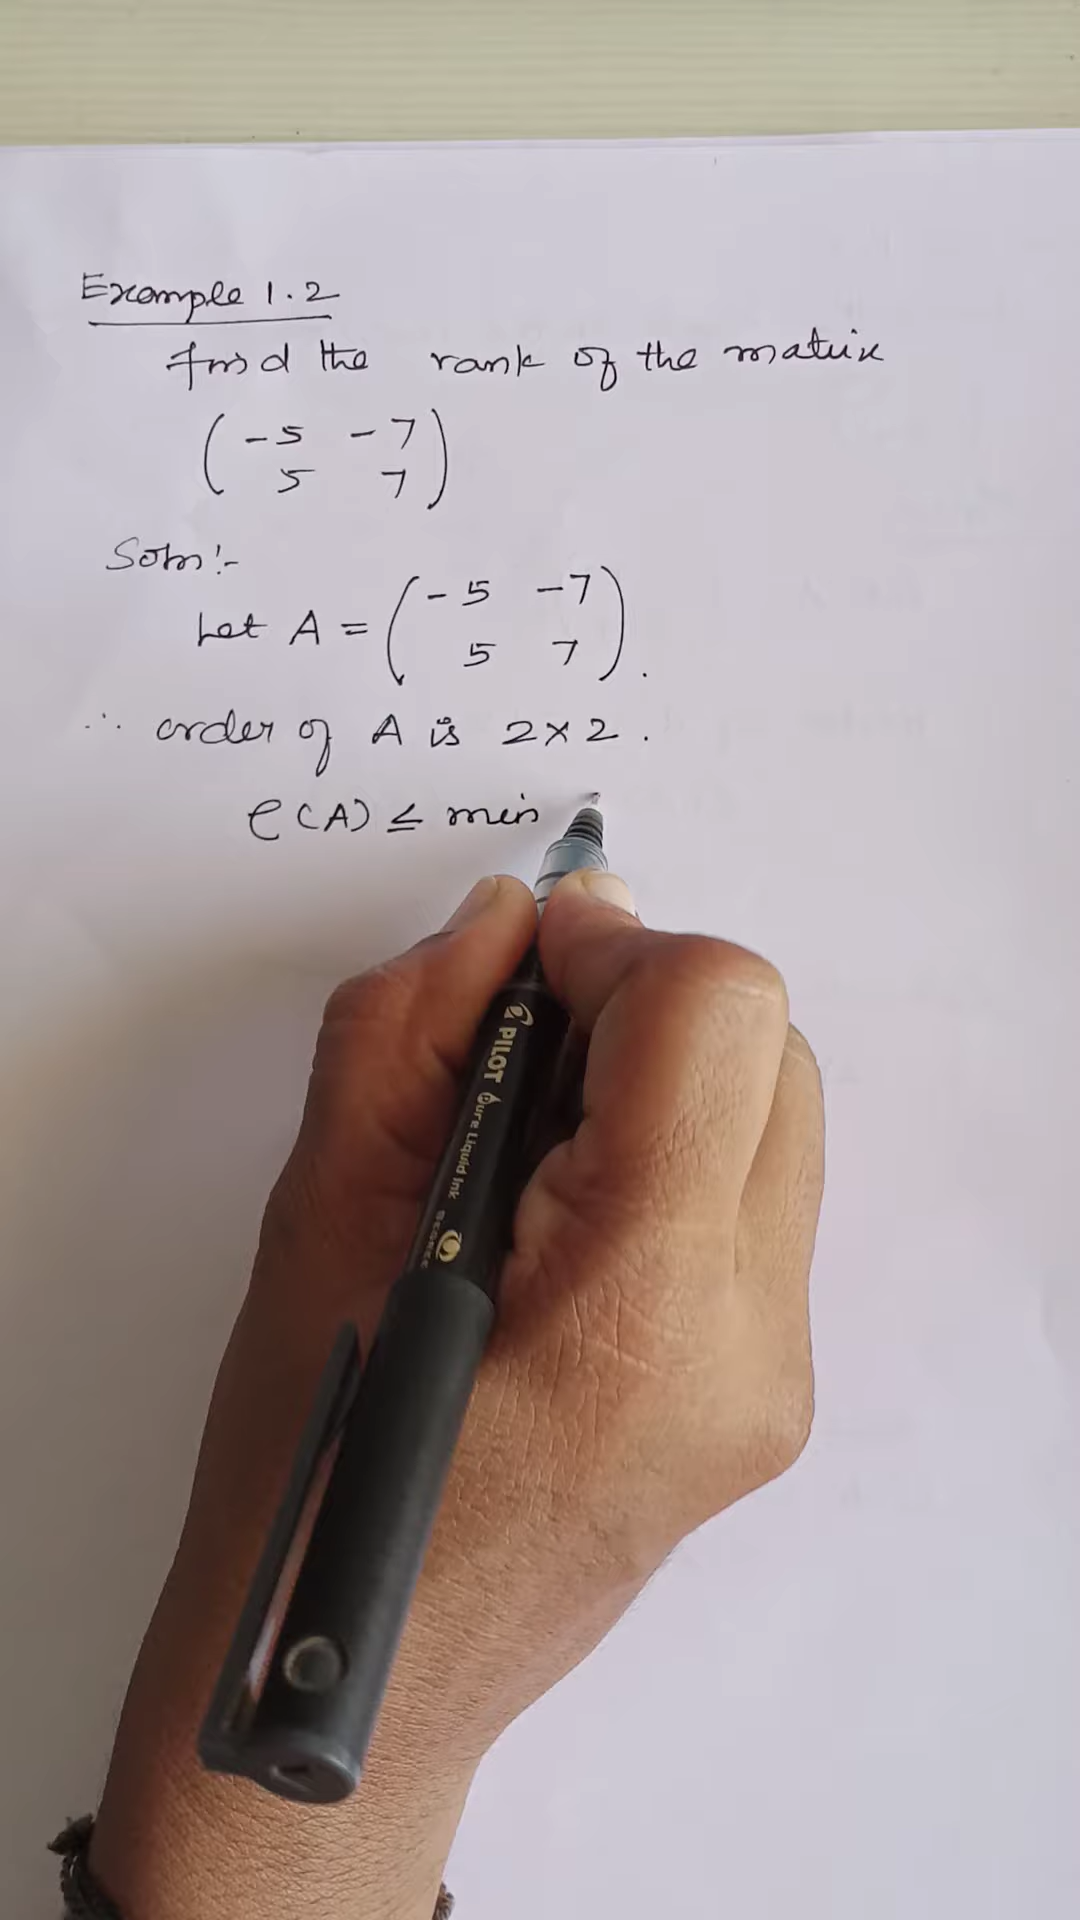 Example 1.2
find the rank of the matrix
( -5 -7 )
( 5 7 )
Soln:-
Let A = ( -5 -7 )
( 5 7 ).
∴ order of A is 2×2.
ρ(A) ≤ min
PILOT Pure Liquid Ink